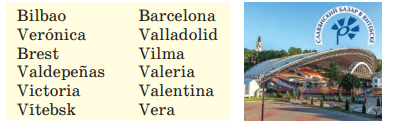 Bilbao
Verónica
Brest
Valdepeñas
Victoria
Vítebsk
Barcelona
Valladolid
Vilma
Valeria
Valentina
Vera
СЛАВЯНСКИЙ БАЗАР В ВИТЕБСКЕ